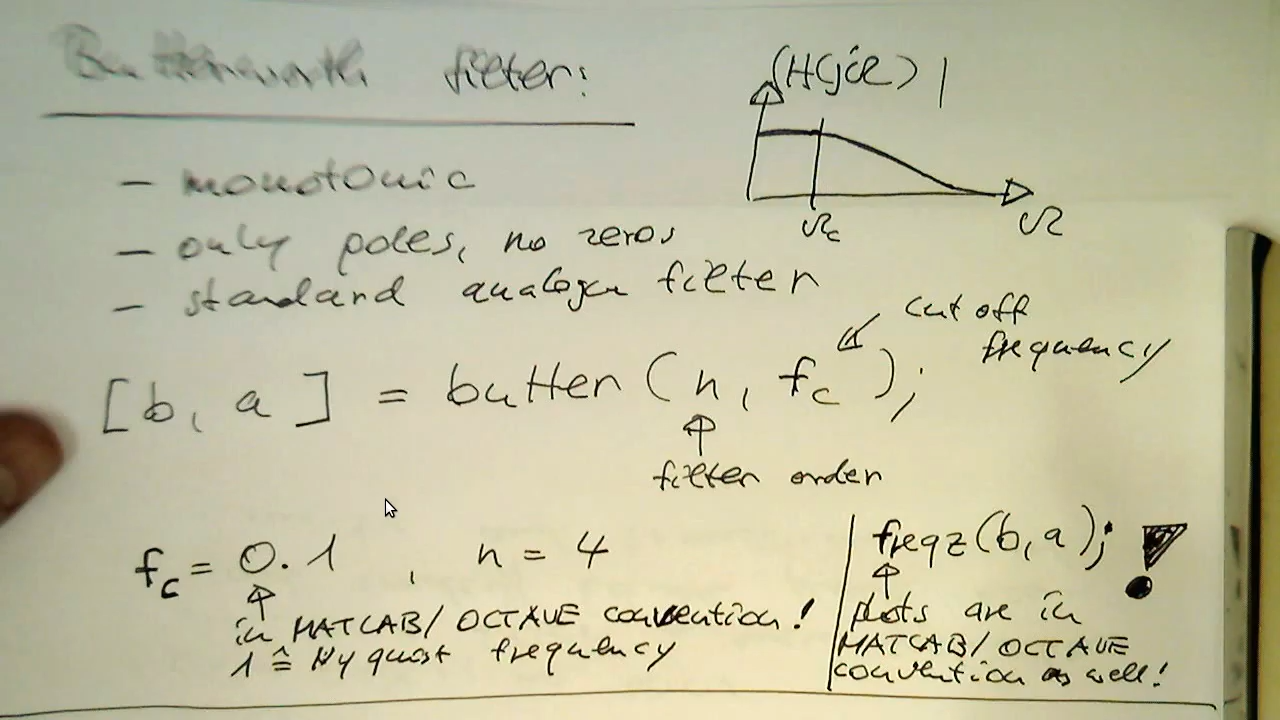 Butterworth filter:
|H(jΩ)|
Ωc
Ω
- monotonic
- only poles, no zeros
- standard analogue filter
cut off
frequency
[b, a] = butter(n, fc);
filter order
fc = 0.1, n = 4
in MATLAB/OCTAVE convention!
1 ≙ Nyquist frequency
freqz(b, a); !
plots are in
MATLAB/OCTAVE
convention as well!